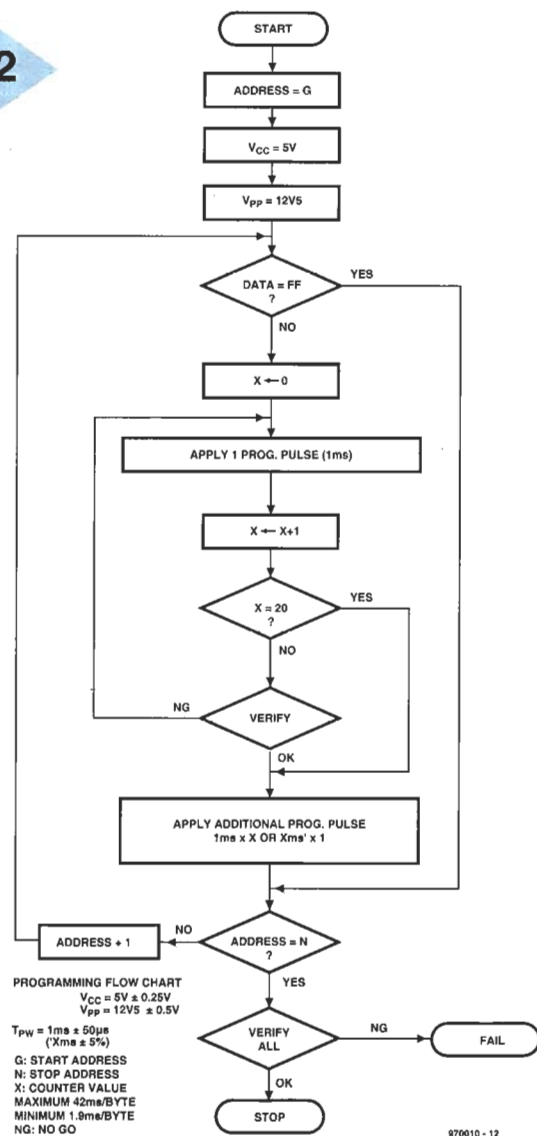 2
START
ADDRESS = G
VCC = 5V
VPP = 12V5
DATA = FF
?
YES
NO
X ← 0
APPLY 1 PROG. PULSE (1ms)
X ← X+1
X = 20
?
YES
NO
NG
VERIFY
OK
APPLY ADDITIONAL PROG. PULSE
1ms x X OR Xms' x 1
ADDRESS + 1
NO
ADDRESS = N
?
YES
VERIFY
ALL
NG
FAIL
OK
STOP
PROGRAMMING FLOW CHART
VCC = 5V ± 0.25V
VPP = 12V5 ± 0.5V
TPW = 1ms ± 50µs
('Xms ± 5%)
G: START ADDRESS
N: STOP ADDRESS
X: COUNTER VALUE
MAXIMUM 42ms/BYTE
MINIMUM 1.9ms/BYTE
NG: NO GO
970010 - 12